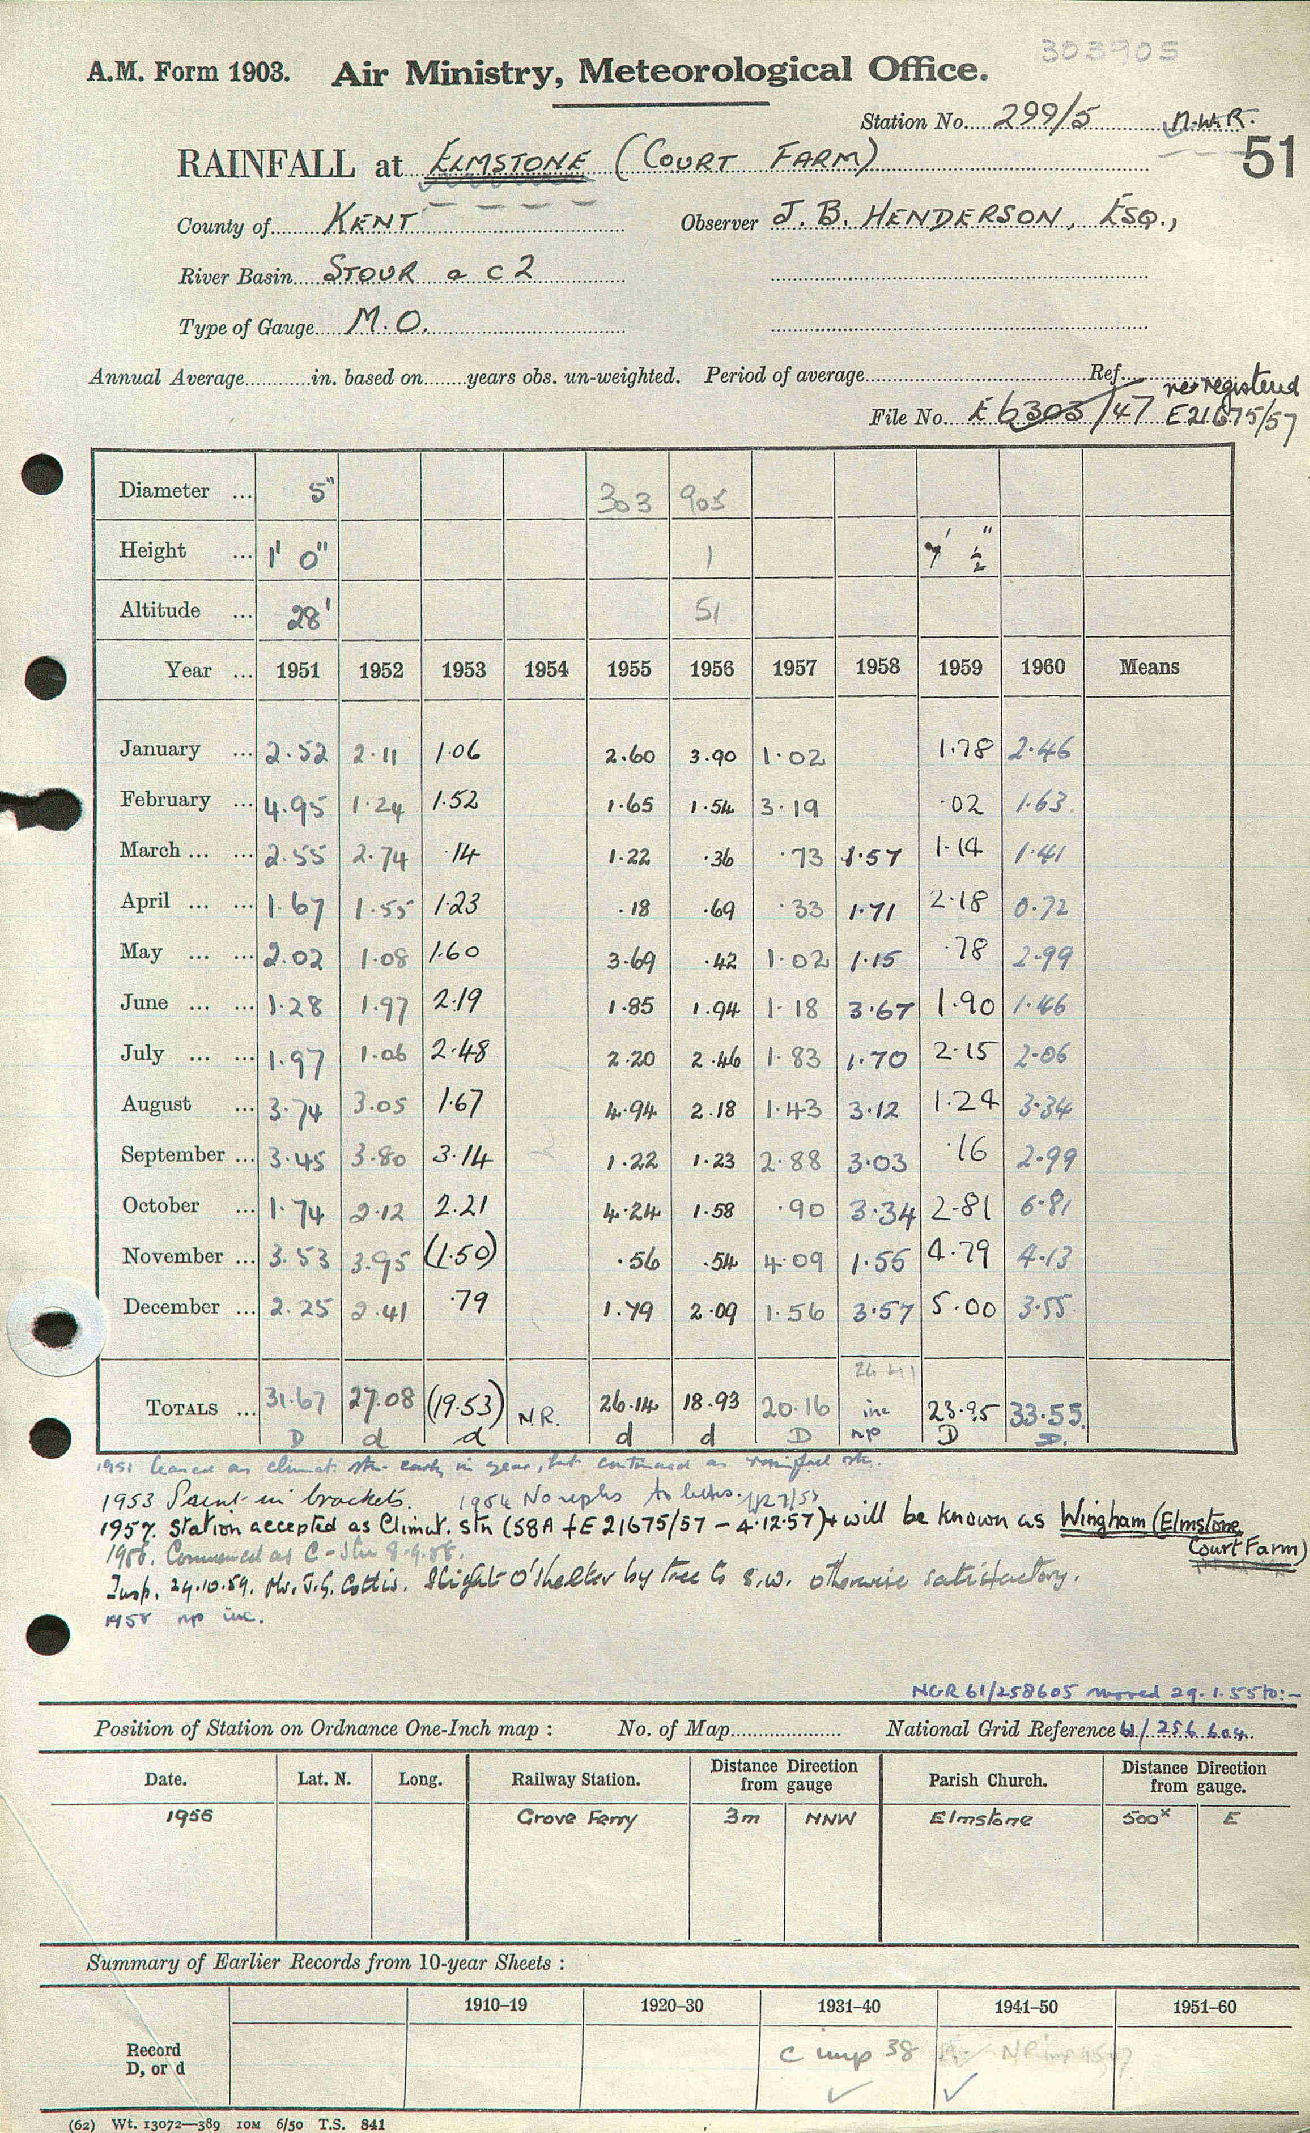 303905
A.M. Form 1903. Air Ministry, Meteorological Office.
Station No. 299/5 N.W.R.
51
RAINFALL at ELMSTONE (COURT FARM)
County of KENT Observer J. B. HENDERSON, ESQ.,
River Basin STOUR a c 2
Type of Gauge M.O.
Annual Average in. based on years obs. un-weighted. Period of average Ref.
re-registered
File No. E6303/47 E21675/57
Diameter ... 5" 303 905
Height ... 1' 0" 1 1' ½"
Altitude ... 28' 51
Year ... 1951 1952 1953 1954 1955 1956 1957 1958 1959 1960 Means
January ... 2.52 2.11 1.06 2.60 3.90 1.02 1.78 2.46
February ... 4.95 1.24 1.52 1.65 1.54 3.19 .02 1.63
March ... ... 2.55 2.74 .14 1.22 .36 .73 1.57 1.14 1.41
April ... ... 1.67 1.55 1.23 .18 .69 .33 1.71 2.18 0.72
May ... ... 2.02 1.08 1.60 3.69 .42 1.02 1.15 .78 2.99
June ... ... 1.28 1.97 2.19 1.85 1.94 1.18 3.67 1.90 1.46
July ... ... 1.97 1.06 2.48 2.20 2.46 1.83 1.70 2.15 2.06
August ... 3.74 3.05 1.67 4.94 2.18 1.43 3.12 1.24 3.34
September ... 3.45 3.80 3.14 1.22 1.23 2.88 3.03 .16 2.99
October ... 1.74 2.12 2.21 4.24 1.58 .90 3.34 2.81 6.81
November ... 3.53 3.95 (1.50) .56 .54 4.09 1.55 4.79 4.13
December ... 2.25 2.41 .79 1.79 2.09 1.56 3.57 5.00 3.55
26.41
TOTALS ... 31.67 27.08 (19.53) N.R. 26.14 18.93 20.16 inc 23.95 33.55
D d d d d D np D D.
1951 Ceased as climat. stn. early in year, but continued as rainfall stn.
1953 in brackets. 1954 No replies to letters.
1957. Station accepted as Climat. Stn (S8A fE 21675/57 – 4.12.57) + will be known as Wingham (Elmstone
Court Farm)
Commenced as C-Stn
Insp. 29.10.59. Mr. J.G. Cottis. Slight O'shelter by tree to S.W. otherwise satisfactory.
1958 np inc.
NGR 61/258605 moved 29.1.55 to:-
Position of Station on Ordnance One-Inch map : No. of Map National Grid Reference 61/256604
Date. Lat. N. Long. Railway Station. Distance Direction from gauge Parish Church. Distance Direction from gauge.
1956 Grove Ferry 3m NNW Elmstone 500x E
Summary of Earlier Records from 10-year Sheets :
1910–19 1920–30 1931–40 1941–50 1951–60
Record
D, or d
C inp 38
(62) Wt. 13072—389 10M 6/50 T.S. 841